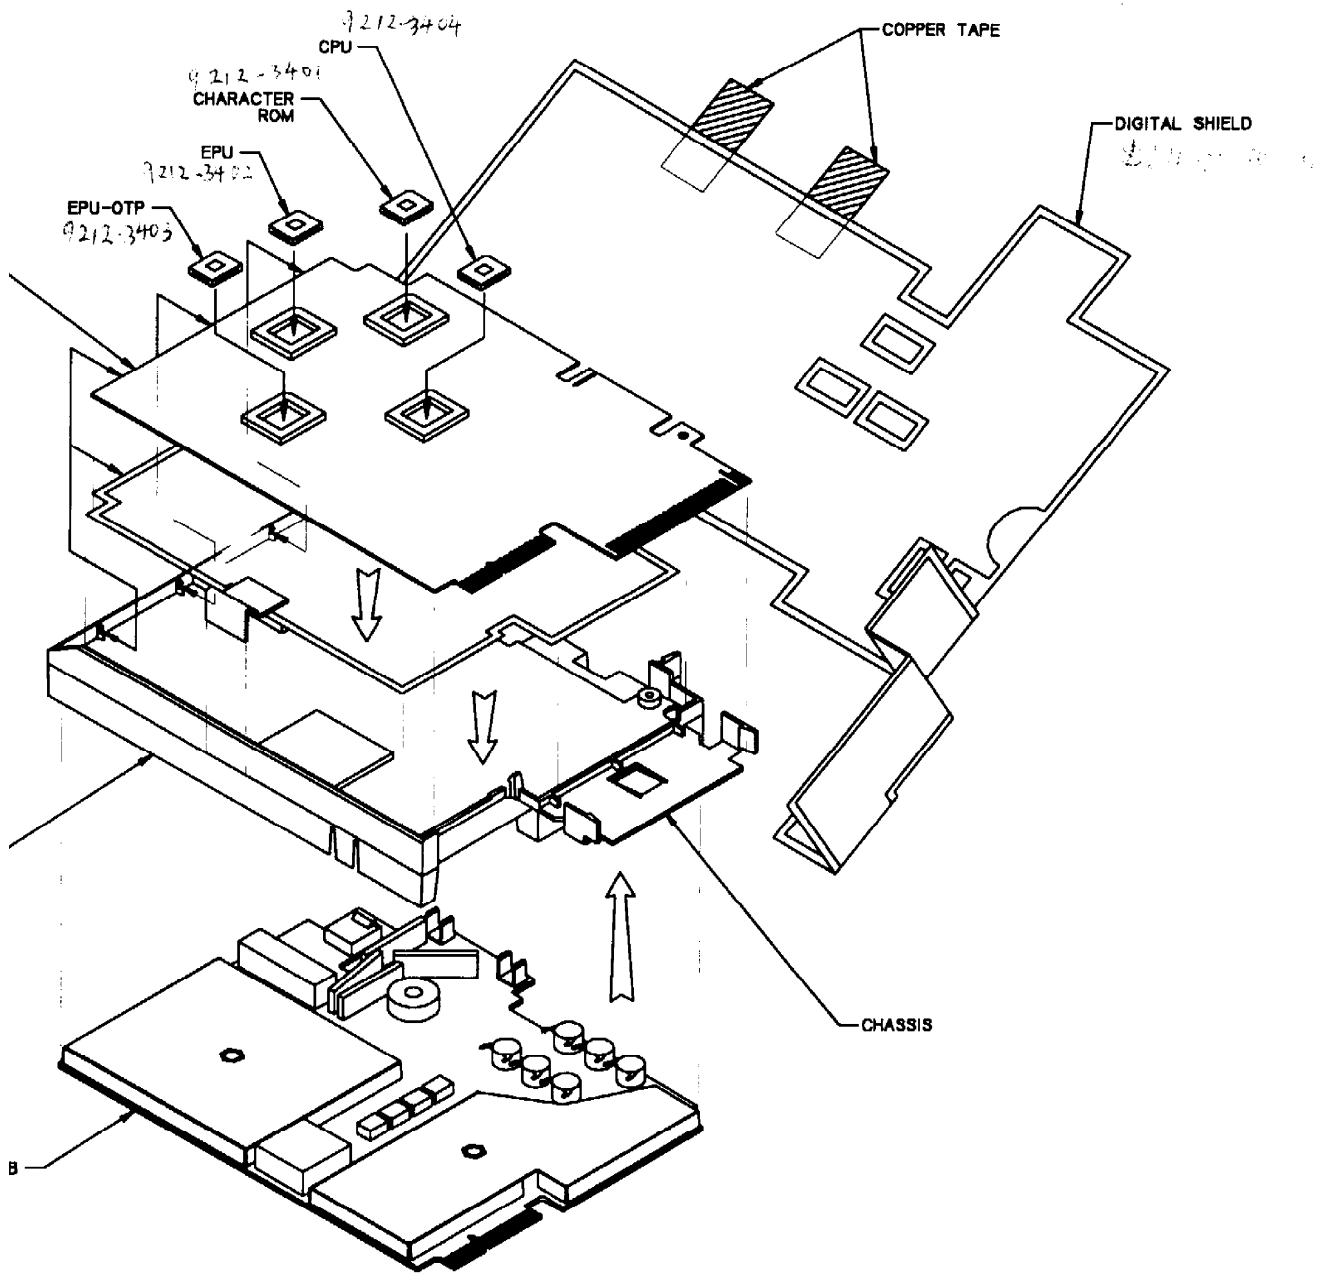 9212-3404
CPU
9212-3401
CHARACTER
ROM
EPU
9212-3402
EPU-OTP
9212-3403
COPPER TAPE
DIGITAL SHIELD
CHASSIS
B